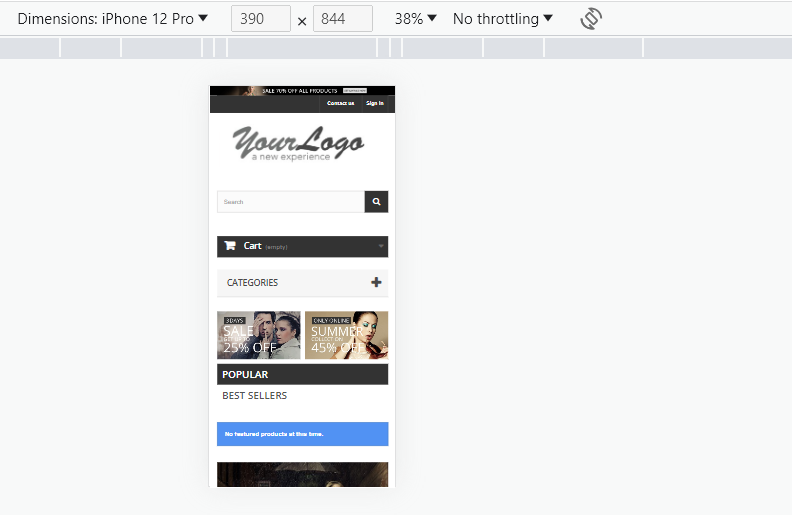 Dimensions: iPhone 12 Pro ▼ 390 × 844 38% ▼ No throttling ▼
SALE 70% OFF ALL PRODUCTS
Contact us Sign in
YourLogo
a new experience
Search
Cart (empty)
CATEGORIES
3 DAYS
SALE
25% OFF
ONLY ONLINE
SUMMER
COLLECTION
45% OFF
POPULAR
BEST SELLERS
No featured products at this time.